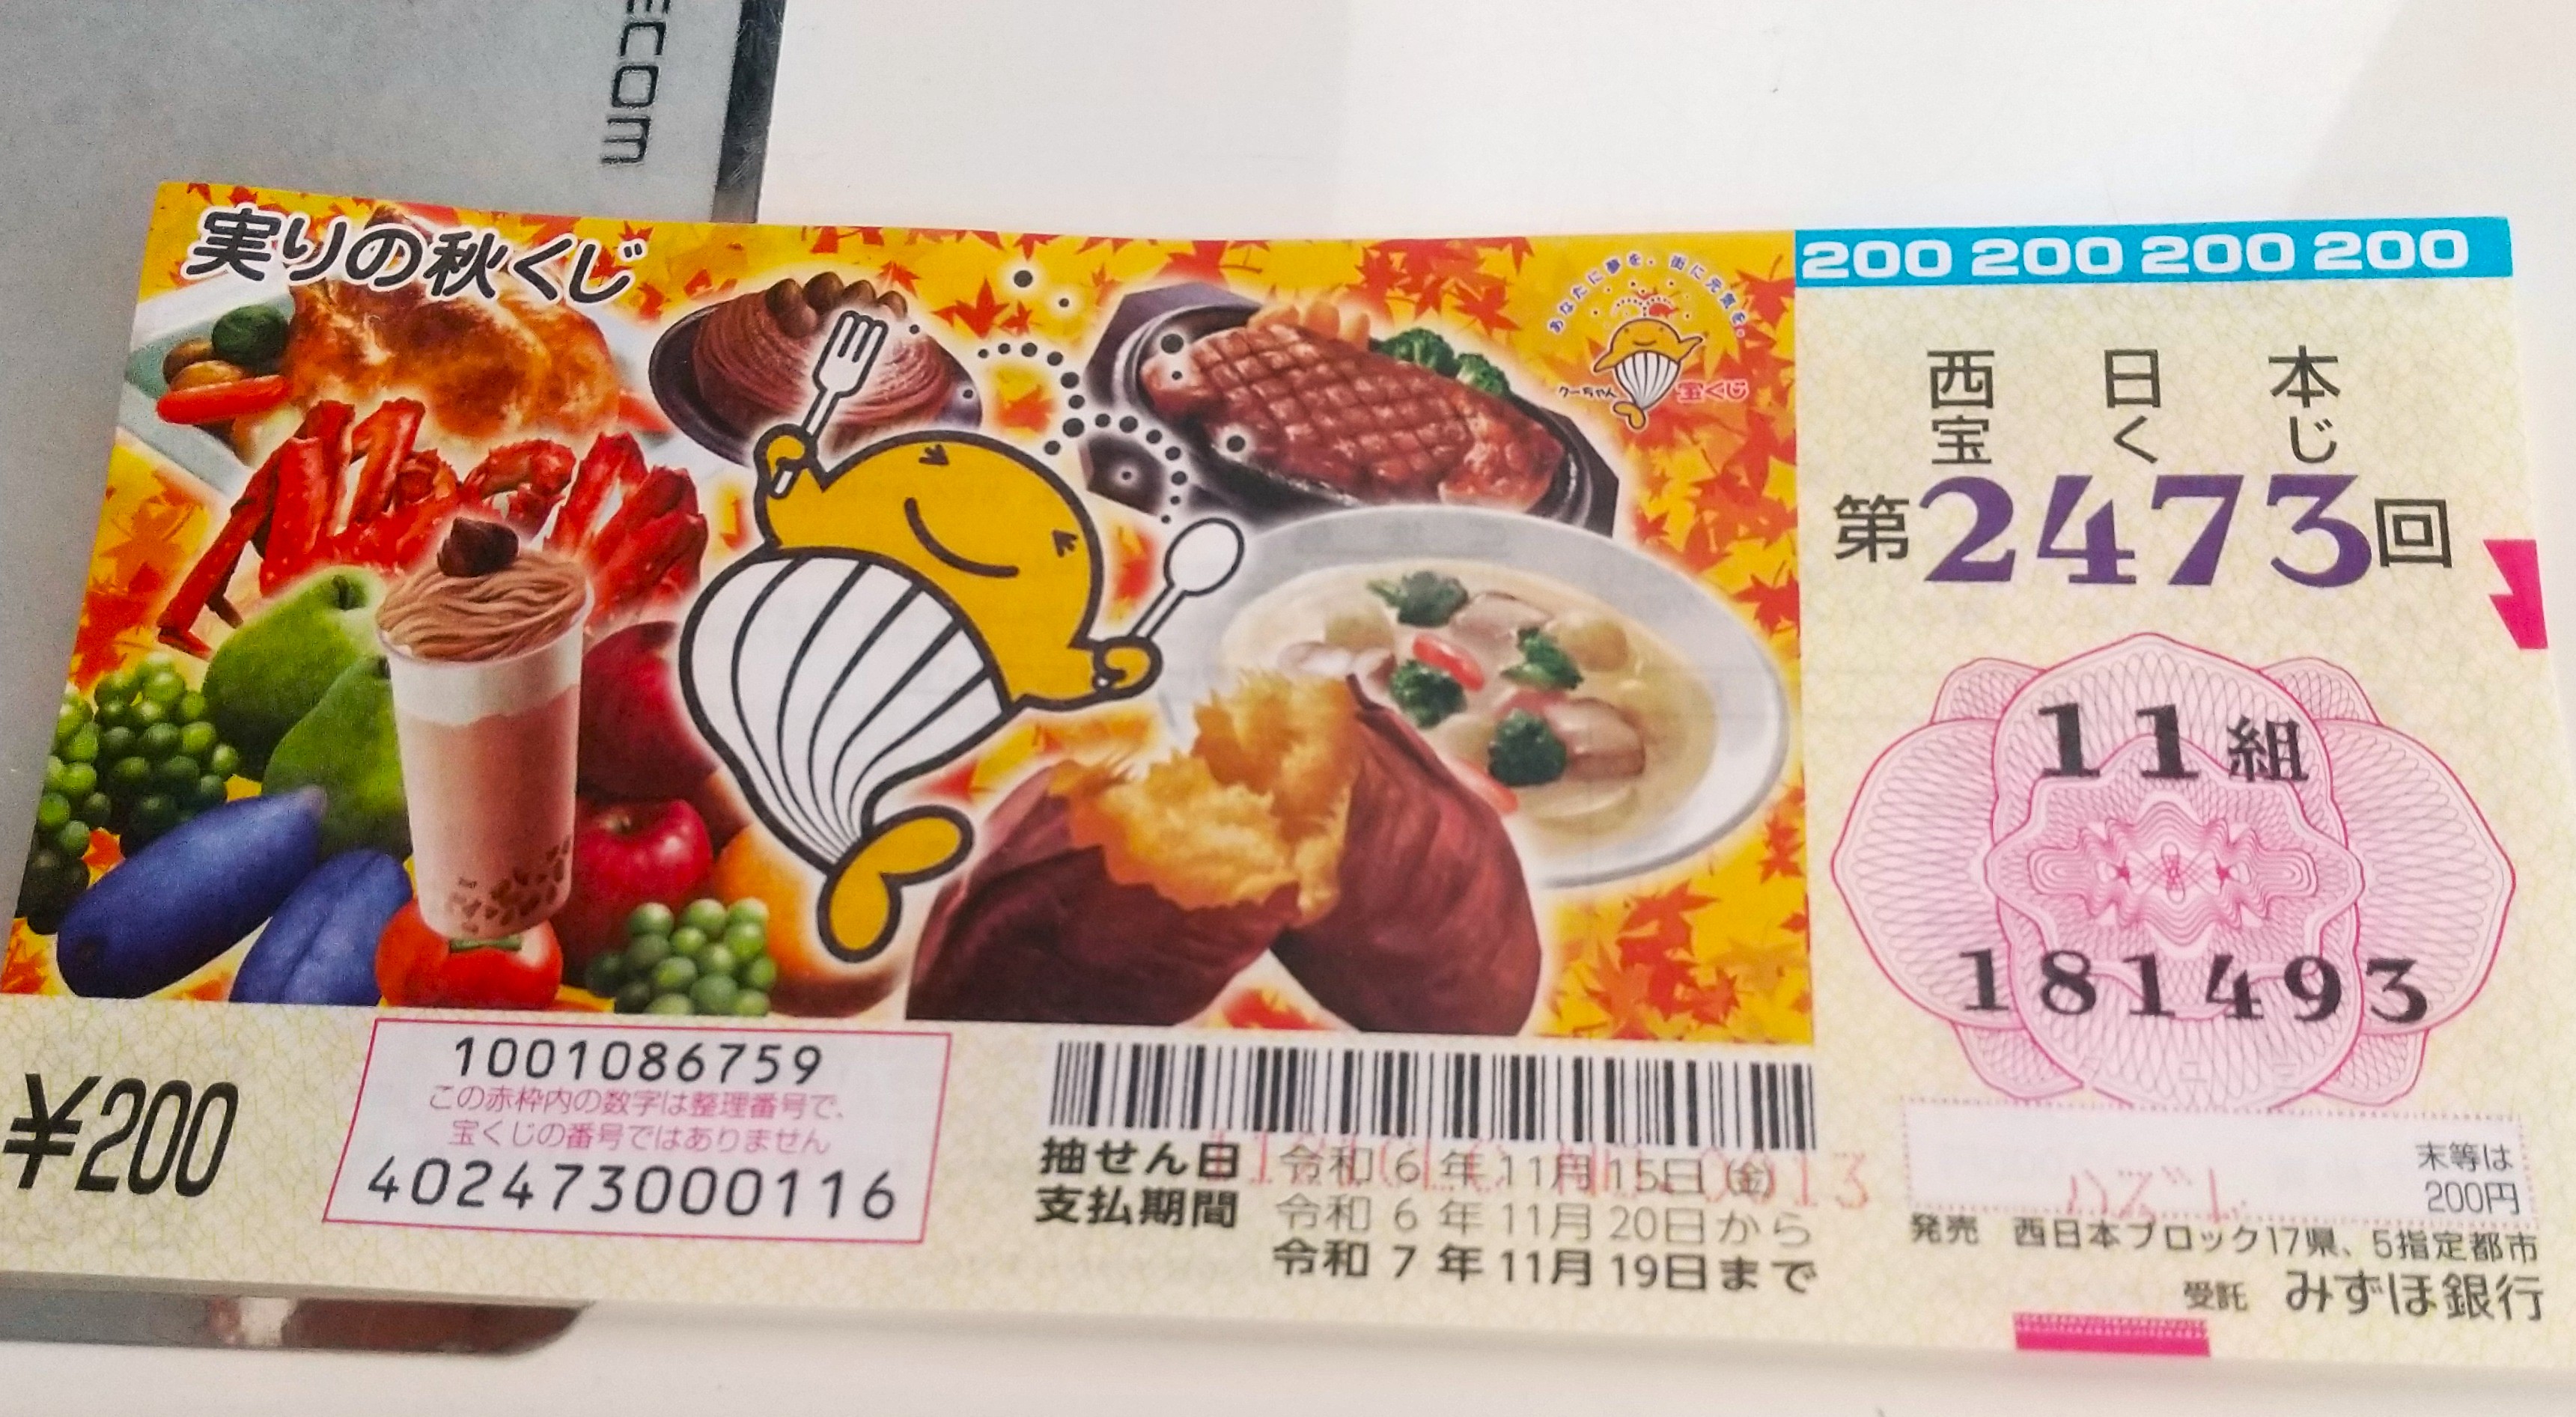 ECOM
実りの秋くじ
あなたに夢を。街に元気を。
クーちゃん
宝くじ
200 200 200 200
西日本
宝くじ
第2473回
11組
181493
¥200
1001086759
この赤枠内の数字は整理番号で、
宝くじの番号ではありません
402473000116
抽せん日 令和 6 年 11月 15日 (金)
支払期間 令和 6 年 11月 20日から
令和 7 年 11月 19日まで
末等は
200円
発売 西日本ブロック17県、5指定都市
受託 みずほ銀行